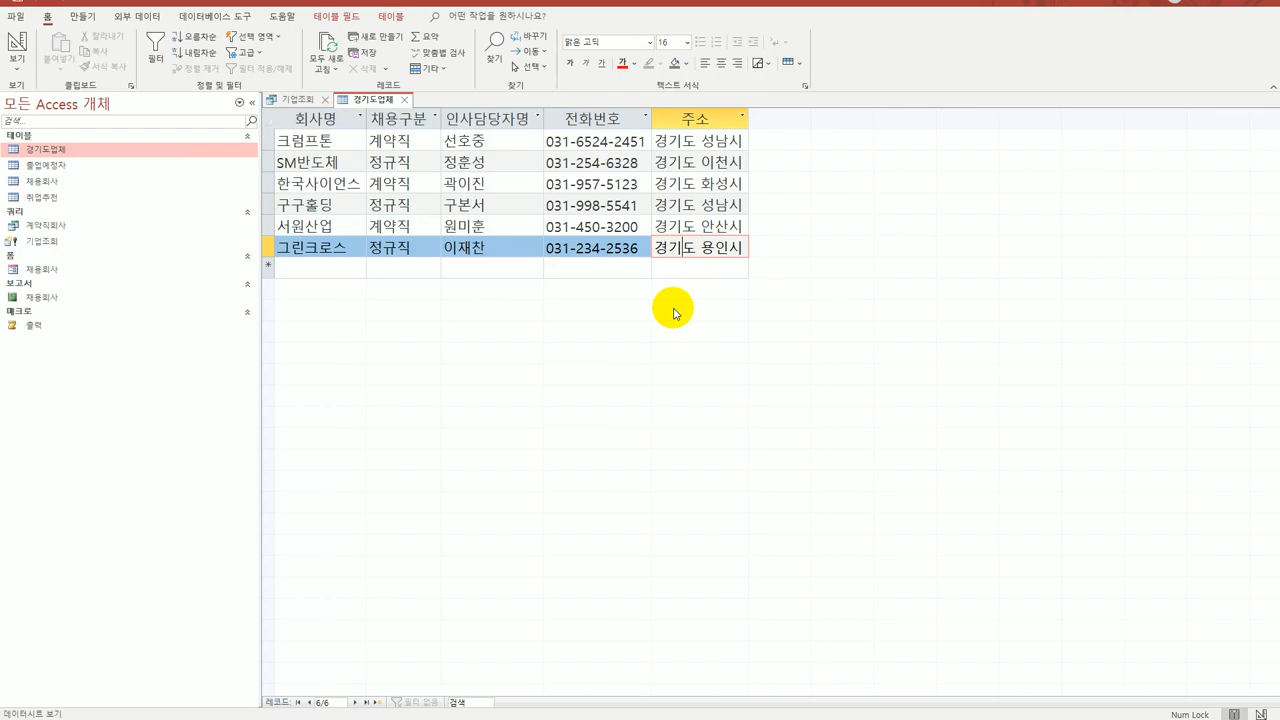 파일 홈 만들기 외부 데이터 데이터베이스 도구 도움말 테이블 필드 테이블 어떤 작업을 원하시나요?
보기
붙여넣기
잘라내기
복사
서식 복사
필터
오름차순
내림차순
정렬 제거
선택 영역
고급
필터 적용/해제
모두 새로 고침
새로 만들기
저장
삭제
요약
맞춤법 검사
기타
찾기
바꾸기
이동
선택
맑은 고딕 16
보기 클립보드 정렬 및 필터 레코드 찾기 텍스트 서식
모든 Access 개체
검색...
테이블
경기도업체
졸업예정자
채용회사
취업추천
쿼리
계약직회사
기업조회
폼
채용회사
보고서
채용회사
매크로
출력
기업조회 경기도업체
회사명 채용구분 인사담당자명 전화번호 주소
크럼프톤 계약직 선호중 031-6524-2451 경기도 성남시
SM반도체 정규직 정훈성 031-254-6328 경기도 이천시
한국사이언스 계약직 곽이진 031-957-5123 경기도 화성시
구구홀딩 정규직 구본서 031-998-5541 경기도 성남시
서원산업 계약직 원미훈 031-450-3200 경기도 안산시
그린크로스 정규직 이재찬 031-234-2536 경기도 용인시
레코드: 6/6 필터 없음 검색
데이터시트 보기 Num Lock